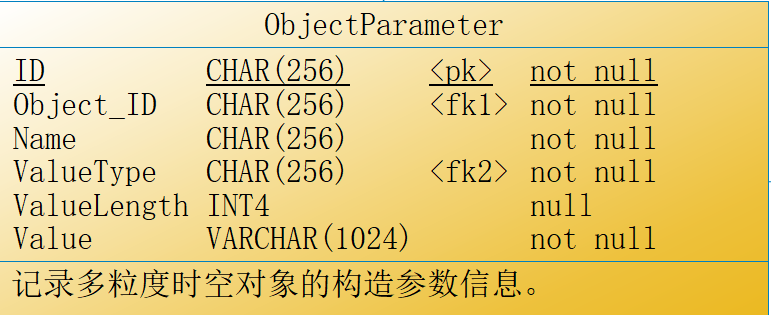 ObjectParameter
ID CHAR(256) <pk> not null
Object_ID CHAR(256) <fk1> not null
Name CHAR(256) not null
ValueType CHAR(256) <fk2> not null
ValueLength INT4 null
Value VARCHAR(1024) not null
记录多粒度时空对象的构造参数信息。